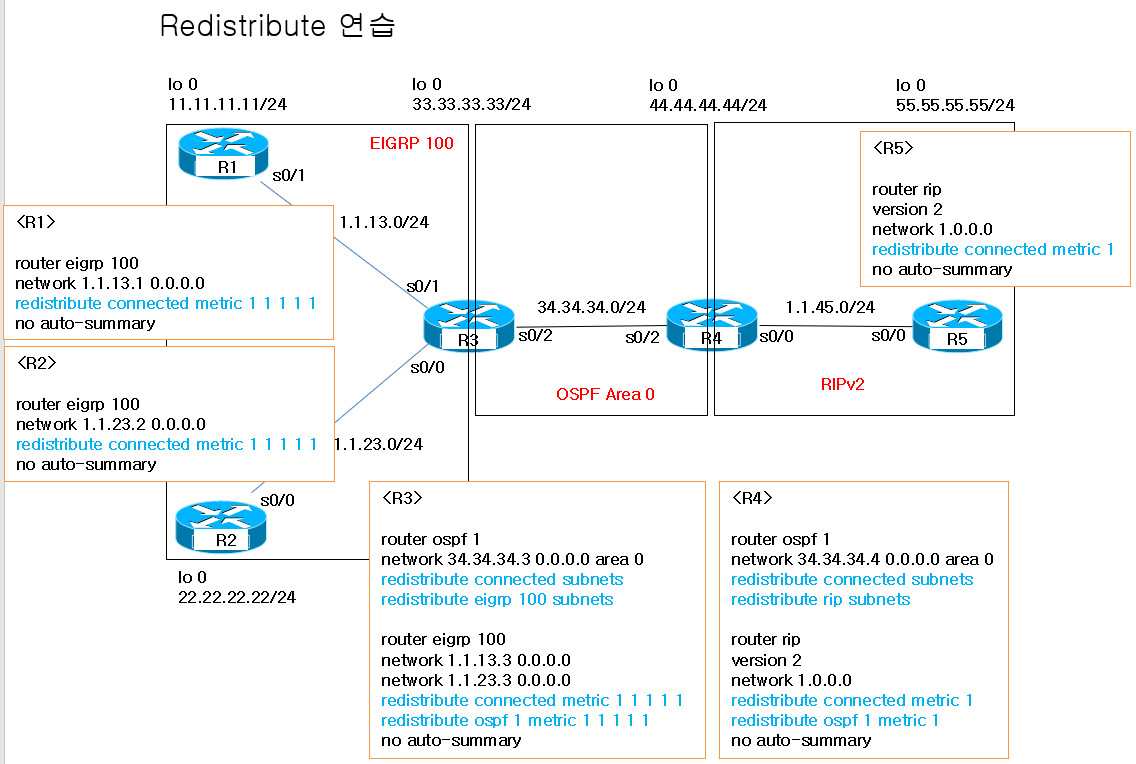 Redistribute 연습
lo 0
11.11.11.11/24
lo 0
33.33.33.33/24
lo 0
44.44.44.44/24
lo 0
55.55.55.55/24
EIGRP 100
R1
s0/1
1.1.13.0/24
<R1>
router eigrp 100
network 1.1.13.1 0.0.0.0
redistribute connected metric 1 1 1 1 1
no auto-summary
<R5>
router rip
version 2
network 1.0.0.0
redistribute connected metric 1
no auto-summary
s0/1
34.34.34.0/24
1.1.45.0/24
R3
s0/2
s0/2
R4
s0/0
s0/0
R5
s0/0
<R2>
router eigrp 100
network 1.1.23.2 0.0.0.0
redistribute connected metric 1 1 1 1 1
no auto-summary
OSPF Area 0
RIPv2
1.1.23.0/24
s0/0
R2
lo 0
22.22.22.22/24
<R3>
router ospf 1
network 34.34.34.3 0.0.0.0 area 0
redistribute connected subnets
redistribute eigrp 100 subnets
router eigrp 100
network 1.1.13.3 0.0.0.0
network 1.1.23.3 0.0.0.0
redistribute connected metric 1 1 1 1 1
redistribute ospf 1 metric 1 1 1 1 1
no auto-summary
<R4>
router ospf 1
network 34.34.34.4 0.0.0.0 area 0
redistribute connected subnets
redistribute rip subnets
router rip
version 2
network 1.0.0.0
redistribute connected metric 1
redistribute ospf 1 metric 1
no auto-summary